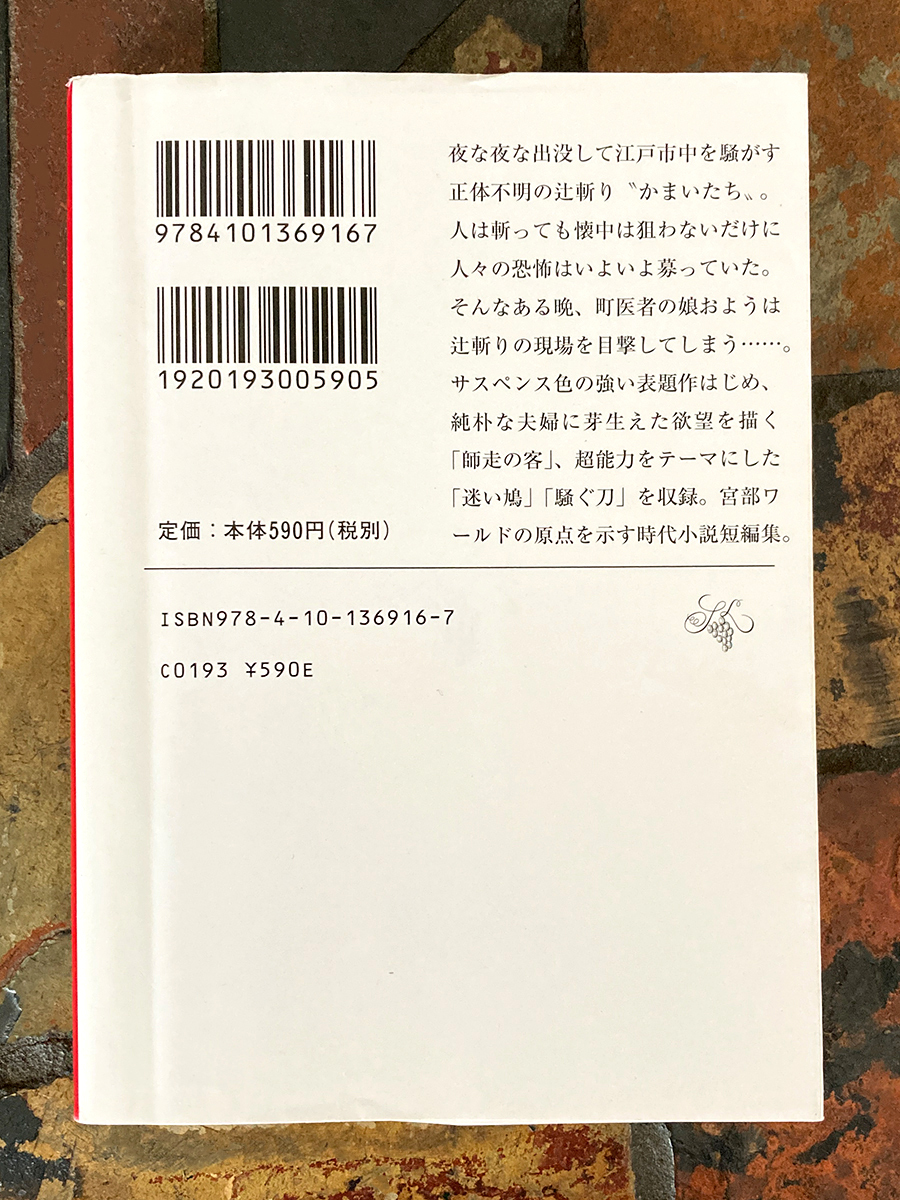 9784101369167
1920193005905
定価：本体590円（税別）
夜な夜な出没して江戸市中を騒がす
正体不明の辻斬り〝かまいたち〟。
人は斬っても懐中は狙わないだけに
人々の恐怖はいよいよ募っていた。
そんなある晩、町医者の娘おようは
辻斬りの現場を目撃してしまう……。
サスペンス色の強い表題作はじめ、
純朴な夫婦に芽生えた欲望を描く
「師走の客」、超能力をテーマにした
「迷い鳩」「騒ぐ刀」を収録。宮部ワ
ールドの原点を示す時代小説短編集。
ISBN978-4-10-136916-7
C0193 ¥590E